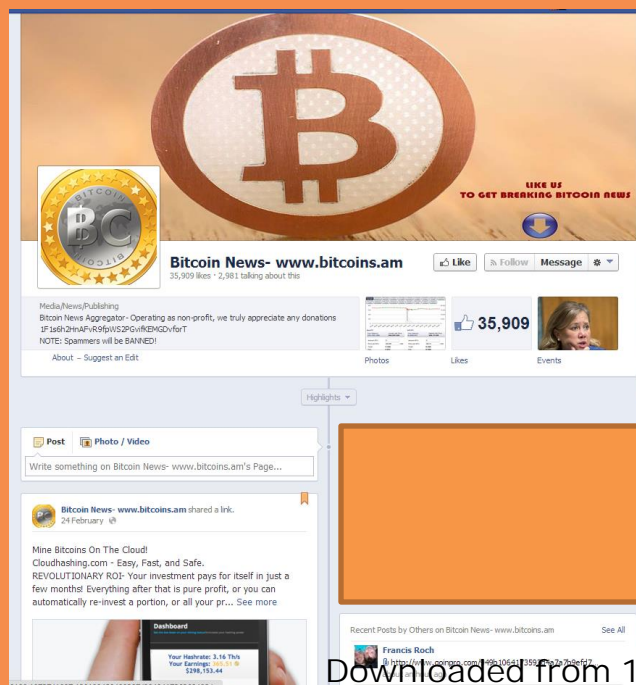 LIKE US
TO GET BREAKING BITCOIN NEWS
BITCOIN
BC
Bitcoin News- www.bitcoins.am
35,909 likes · 2,981 talking about this
Like
Follow
Message
Media/News/Publishing
Bitcoin News Aggregator- Operating as non-profit, we truly appreciate any donations
1F1s6h2HnAFvR9fpWS2PGvifKEMGDvforT
NOTE: Spammers will be BANNED!
About – Suggest an Edit
35,909
Photos
Likes
Events
Highlights
Post
Photo / Video
Write something on Bitcoin News- www.bitcoins.am's Page...
Bitcoin News- www.bitcoins.am shared a link.
24 February
Mine Bitcoins On The Cloud!
Cloudhashing.com - Easy, Fast, and Safe.
REVOLUTIONARY ROI- Your investment pays for itself in just a
few months! Everything after that is pure profit, or you can
automatically re-invest a portion, or all your pr... See more
Dashboard
Your Hashrate: 3.16 Th/s
Your Earnings: 365.51
$298,153.44
Recent Posts by Others on Bitcoin News- www.bitcoins.am
See All
Francis Roch
Downloaded from 1